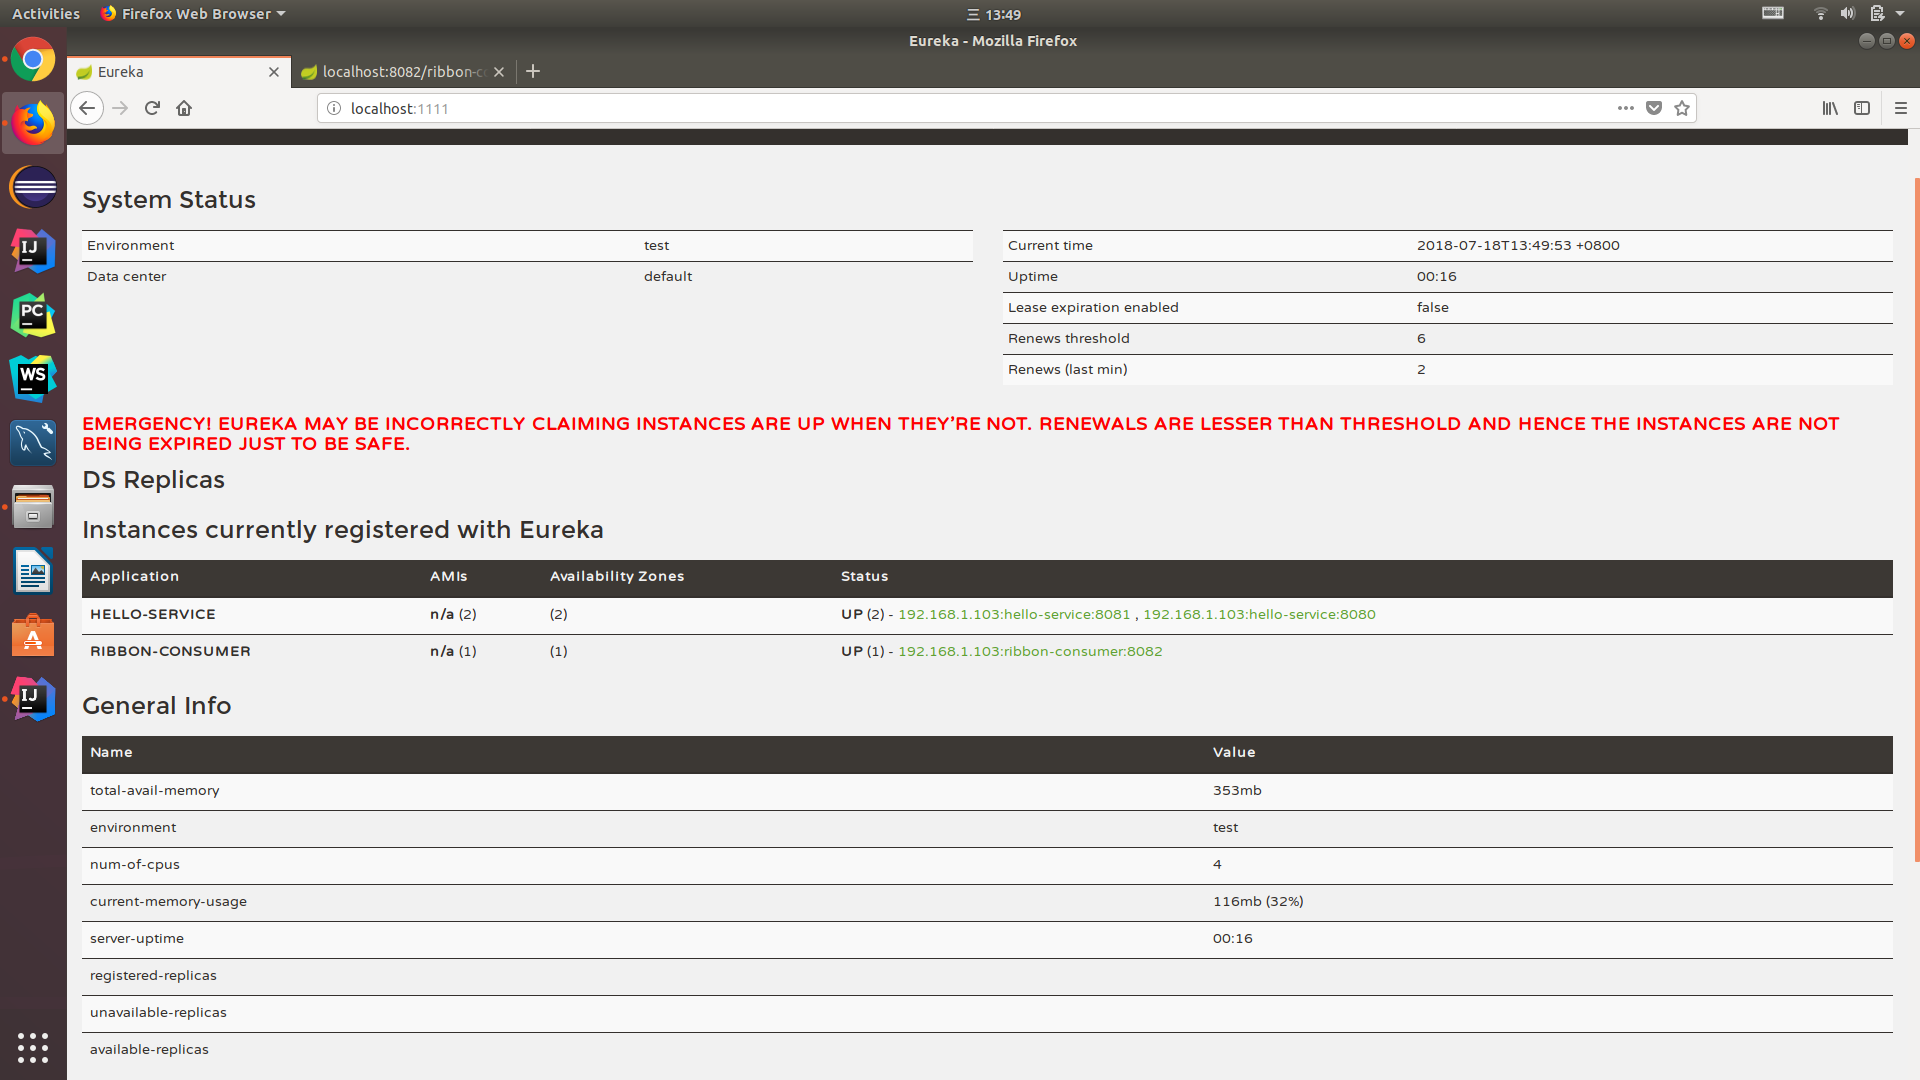 Activities Firefox Web Browser 三 13:49
Eureka - Mozilla Firefox
Eureka localhost:8082/ribbon-c
localhost:1111
System Status
Environment test
Data center default
Current time 2018-07-18T13:49:53 +0800
Uptime 00:16
Lease expiration enabled false
Renews threshold 6
Renews (last min) 2
EMERGENCY! EUREKA MAY BE INCORRECTLY CLAIMING INSTANCES ARE UP WHEN THEY'RE NOT. RENEWALS ARE LESSER THAN THRESHOLD AND HENCE THE INSTANCES ARE NOT
BEING EXPIRED JUST TO BE SAFE.
DS Replicas
Instances currently registered with Eureka
Application AMIs Availability Zones Status
HELLO-SERVICE n/a (2) (2) UP (2) - 192.168.1.103:hello-service:8081 , 192.168.1.103:hello-service:8080
RIBBON-CONSUMER n/a (1) (1) UP (1) - 192.168.1.103:ribbon-consumer:8082
General Info
Name Value
total-avail-memory 353mb
environment test
num-of-cpus 4
current-memory-usage 116mb (32%)
server-uptime 00:16
registered-replicas
unavailable-replicas
available-replicas
IJ
PC
WS
IJ